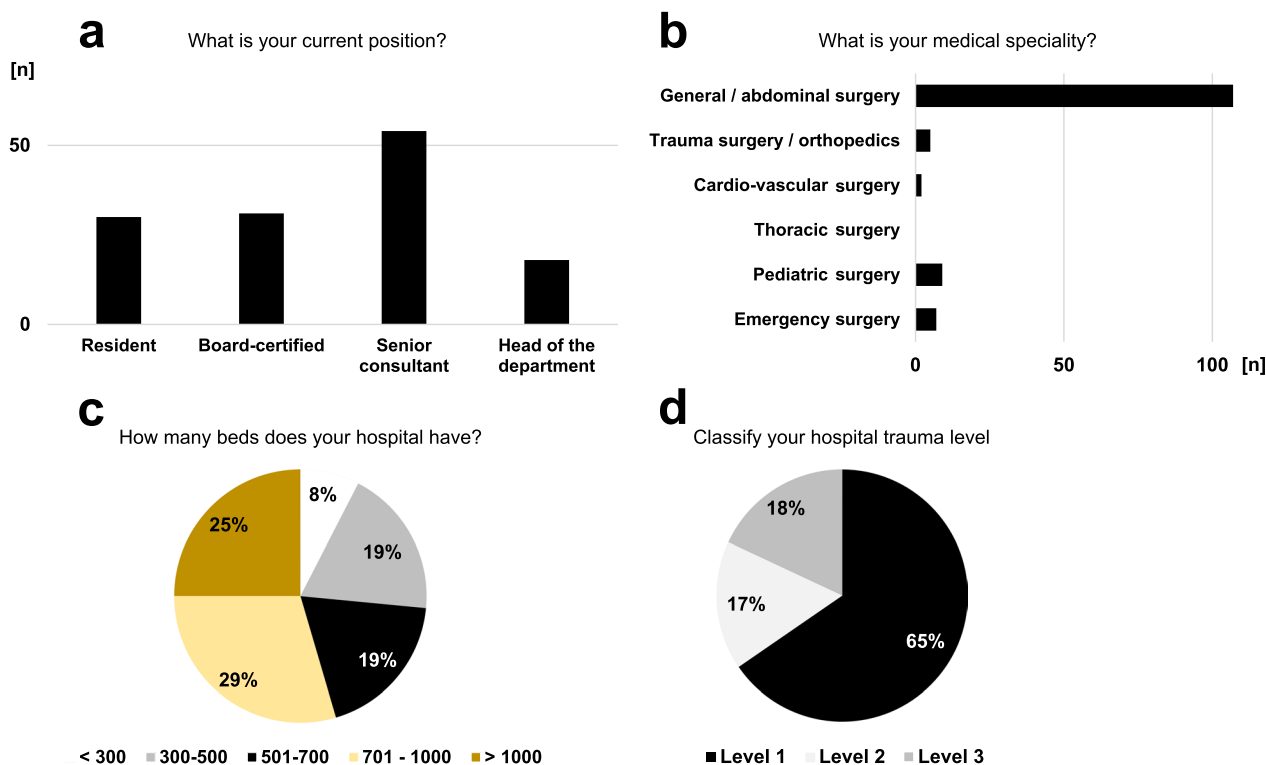 a
What is your current position?
[n]
50
0
Resident
Board-certified
Senior
consultant
Head of the
department
b
What is your medical speciality?
General / abdominal surgery
Trauma surgery / orthopedics
Cardio-vascular surgery
Thoracic surgery
Pediatric surgery
Emergency surgery
0 50 100 [n]
c
How many beds does your hospital have?
8%
19%
19%
29%
25%
< 300 300-500 501-700 701 - 1000 > 1000
d
Classify your hospital trauma level
18%
17%
65%
Level 1 Level 2 Level 3